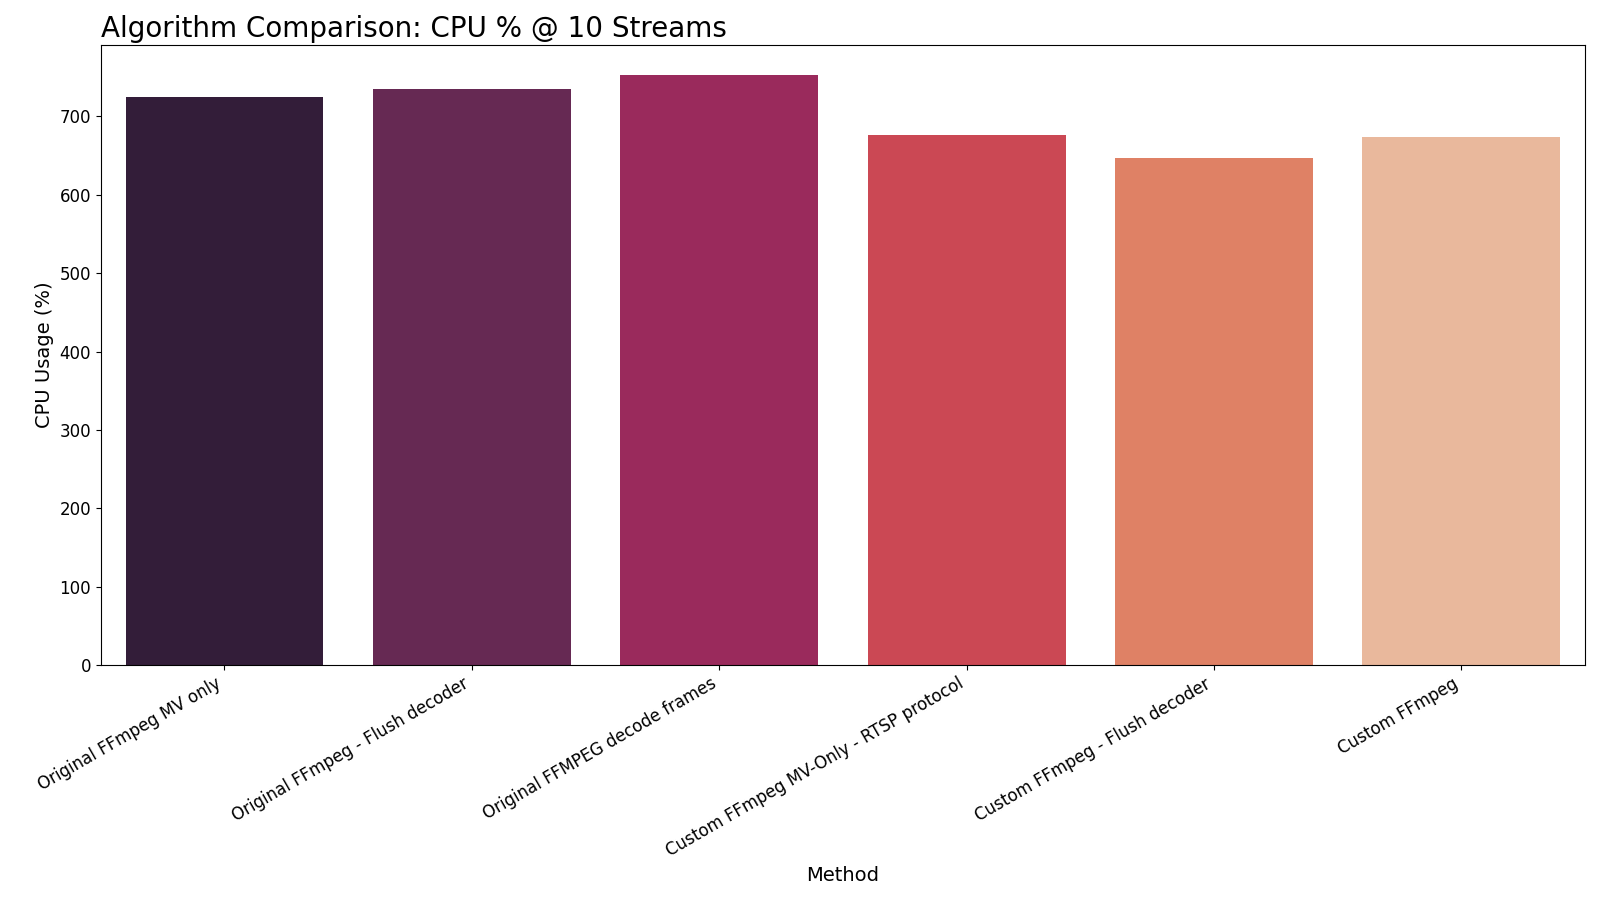 Algorithm Comparison: CPU % @ 10 Streams
CPU Usage (%)
700
600
500
400
300
200
100
0
Original FFmpeg MV only
Original FFmpeg - Flush decoder
Original FFMPEG decode frames
Custom FFmpeg MV-Only - RTSP protocol
Custom FFmpeg - Flush decoder
Custom FFmpeg
Method